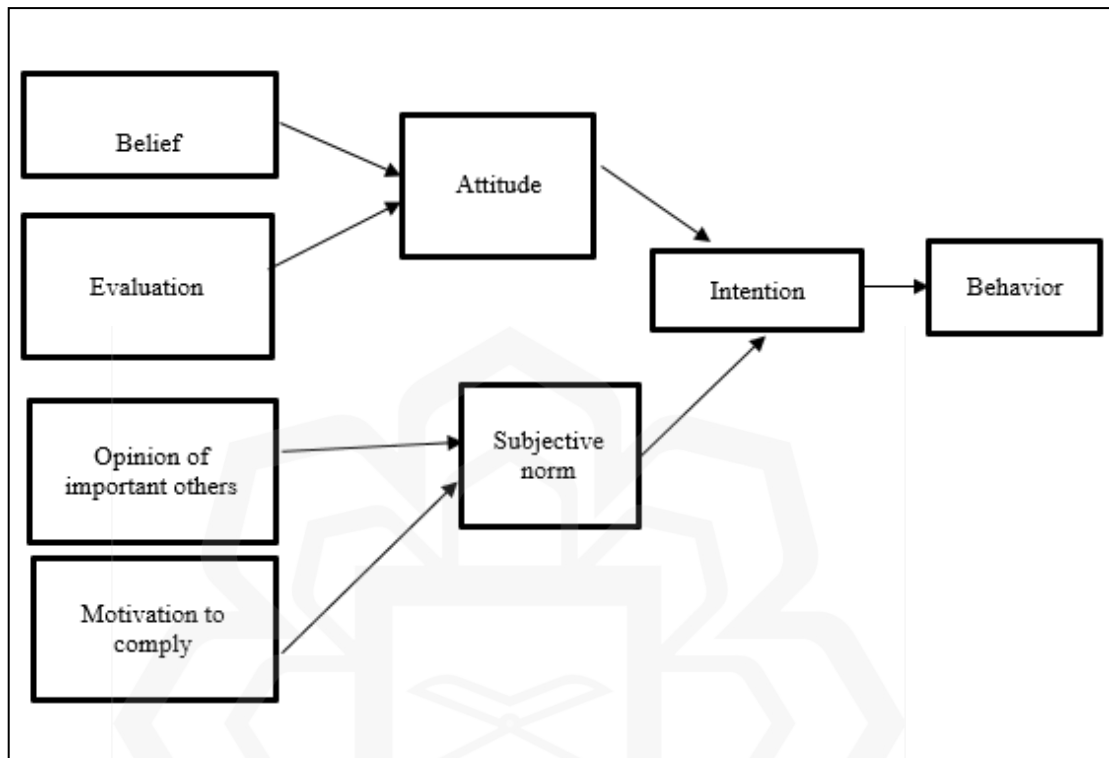 Belief
Attitude
Evaluation
Intention
Behavior
Opinion of
important others
Subjective
norm
Motivation to
comply